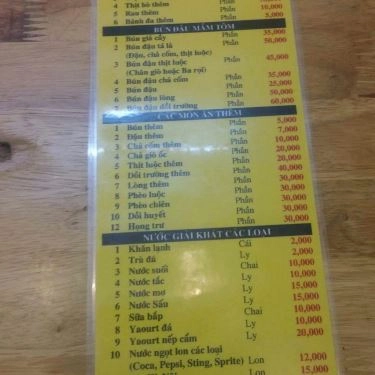 4 Thịt bò thêm Phần 10,000
5 Rau thêm Phần 5,000
6 Bánh đa thêm Phần
BÚN ĐẬU MẮM TÔM
1 Bún giả cầy Phần 35,000
2 Bún đậu tá lả Phần 50,000
(Đậu, chả cốm, thịt luộc)
3 Bún đậu thịt luộc Phần 45,000
(Chân giò hoặc Ba rọi)
4 Bún đậu chả cốm Phần 35,000
5 Bún đậu Phần 25,000
6 Bún đậu lòng Phần 50,000
7 Bún đậu dồi trường Phần 60,000
CÁC MÓN ĂN THÊM
1 Bún thêm Phần 5,000
2 Đậu thêm Phần 7,000
3 Chả cốm thêm Phần 10,000
4 Chả giò ốc Phần 20,000
5 Thịt luộc thêm Phần 20,000
6 Dồi trường thêm Phần 40,000
7 Lòng thêm Phần 30,000
8 Phèo luộc Phần 30,000
9 Phèo chiên Phần 30,000
10 Dồi huyết Phần 30,000
12 Họng trư Phần 30,000
NƯỚC GIẢI KHÁT CÁC LOẠI
1 Khăn lạnh Cái 2,000
2 Trà đá Ly 2,000
3 Nước suối Chai 10,000
4 Nước tắc Ly 10,000
5 Nước mơ Ly 15,000
6 Nước Sấu Ly 15,000
7 Sữa bắp Chai 10,000
8 Yaourt đá Ly 10,000
9 Yaourt nếp cẩm Ly 20,000
10 Nước ngọt lon các loại
(Coca, Pepsi, Sting, Sprite) Lon 12,000
Lon 15,000